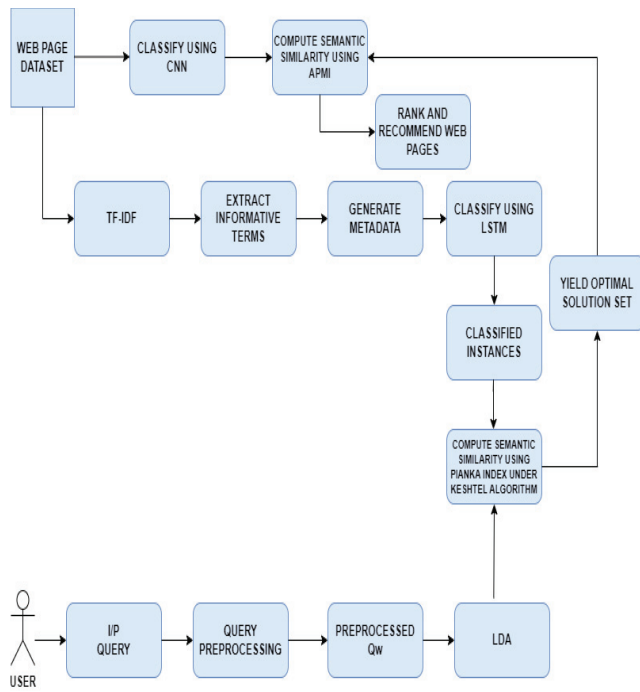 WEB PAGE
DATASET
CLASSIFY USING
CNN
COMPUTE SEMANTIC
SIMILARITY USING
APMI
RANK AND
RECOMMEND WEB
PAGES
TF-IDF
EXTRACT
INFORMATIVE
TERMS
GENERATE
METADATA
CLASSIFY USING
LSTM
YIELD OPTIMAL
SOLUTION SET
CLASSIFIED
INSTANCES
COMPUTE SEMANTIC
SIMILARITY USING
PIANKA INDEX UNDER
KESHTEL ALGORITHM
I/P
QUERY
QUERY
PREPROCESSING
PREPROCESSED
Qw
LDA
USER